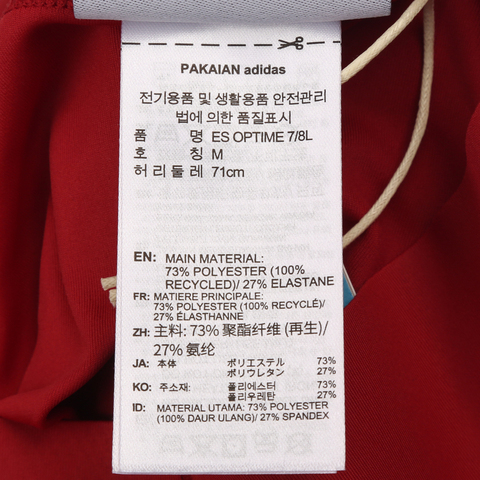 PAKAIAN adidas
전기용품 및 생활용품 안전관리
법에 의한 품질표시
품 명 ES OPTIME 7/8L
호 칭 M
허리 둘레 71cm
EN: MAIN MATERIAL:
73% POLYESTER (100%
RECYCLED)/ 27% ELASTANE
FR: MATIERE PRINCIPALE:
73% POLYESTER (100% RECYCLÉ)/
27% ÉLASTHANNE
ZH: 主料: 73% 聚酯纤维 (再生)/
27% 氨纶
JA: 本体 ポリエステル 73%
ポリウレタン 27%
KO: 주소재: 폴리에스터 73%
폴리우레탄 27%
ID: MATERIAL UTAMA: 73% POLYESTER
(100% DAUR ULANG)/ 27% SPANDEX